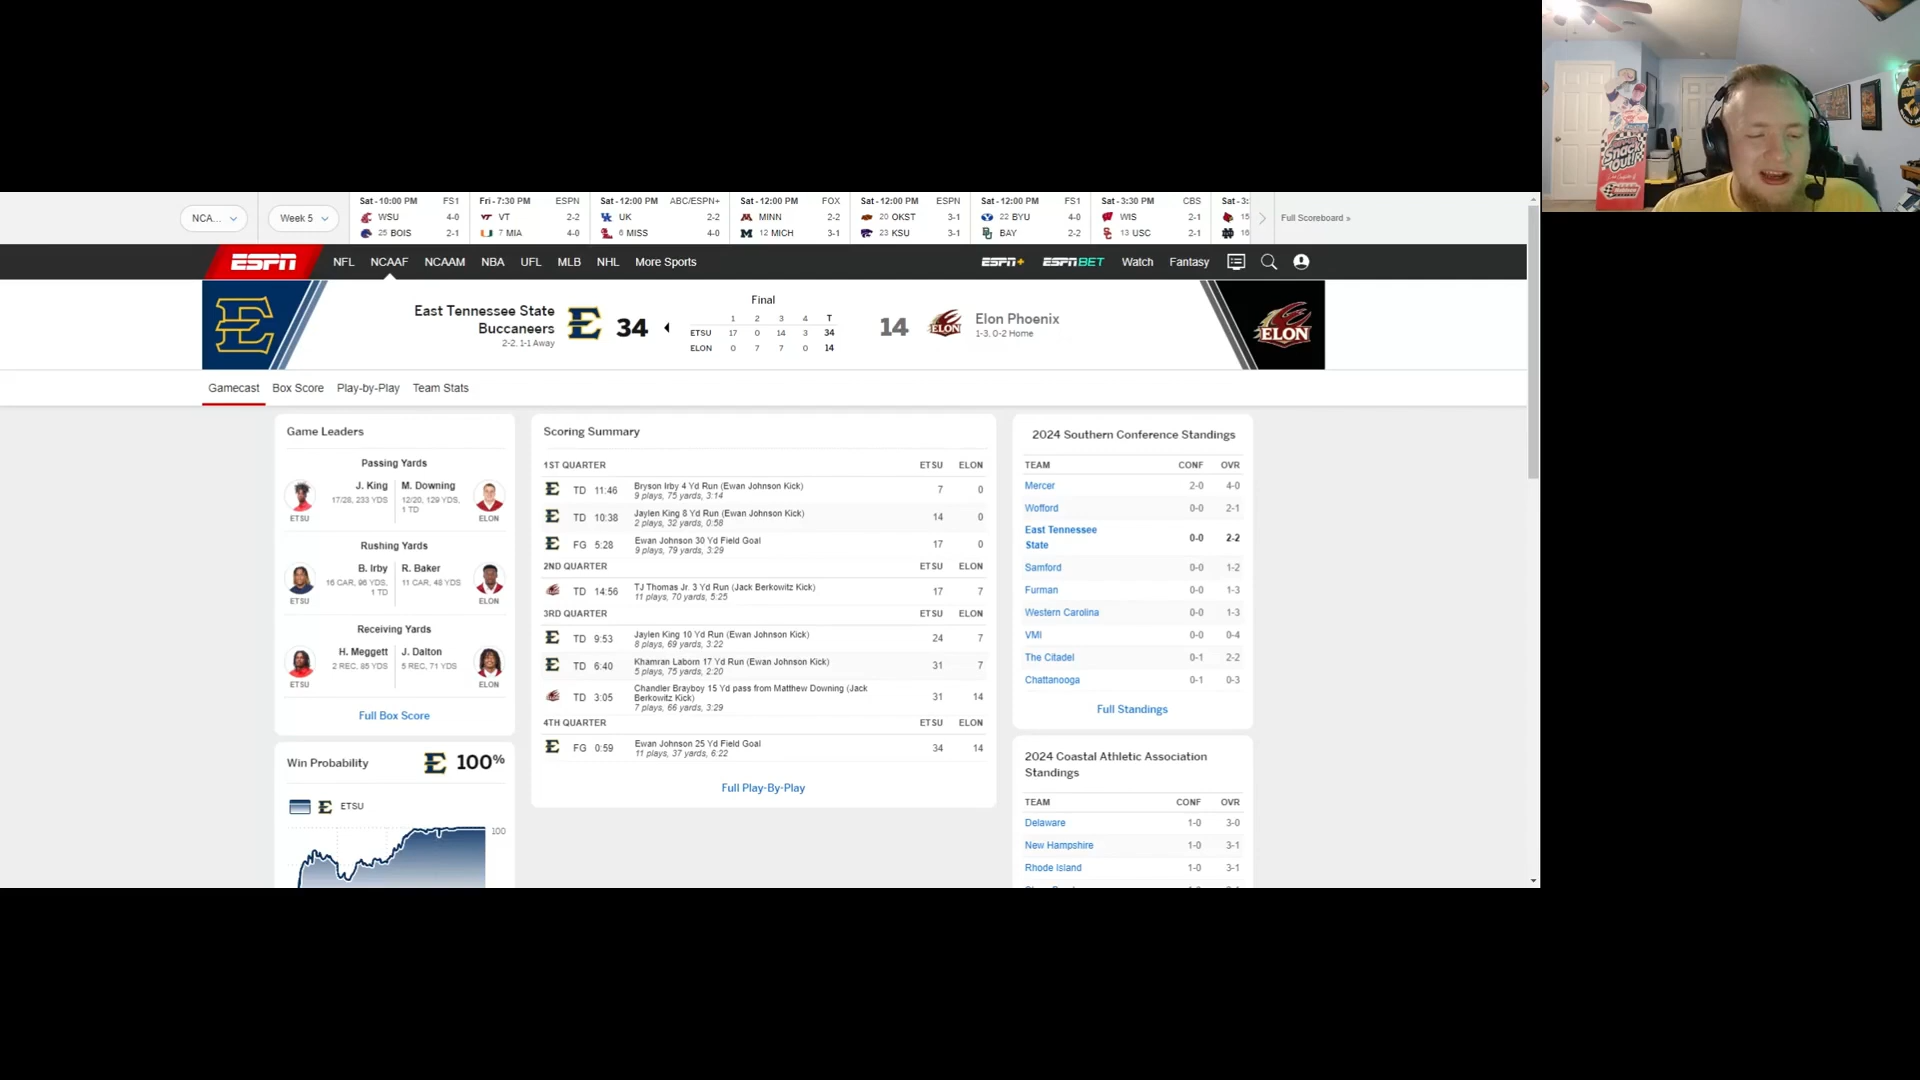 NCA...
Week 5
Sat - 10:00 PM FS1
WSU 4-0
25 BOIS 2-1
Fri - 7:30 PM ESPN
VT 2-2
7 MIA 4-0
Sat - 12:00 PM ABC/ESPN+
UK 2-2
6 MISS 4-0
Sat - 12:00 PM FOX
MINN 2-2
12 MICH 3-1
Sat - 12:00 PM ESPN
20 OKST 3-1
23 KSU 3-1
Sat - 12:00 PM FS1
22 BYU 4-0
BAY 2-2
Sat - 3:30 PM CBS
WIS 2-1
13 USC 2-1
Sat - 3:
15
16
Full Scoreboard »
ESPN NFL NCAAF NCAAM NBA UFL MLB NHL More Sports ESPN+ ESPN BET Watch Fantasy
East Tennessee State
Buccaneers
2-2, 1-1 Away
34
Final
1 2 3 4 T
ETSU 17 0 14 3 34
ELON 0 7 7 0 14
14
ELON
Elon Phoenix
1-3, 0-2 Home
ELON
Gamecast Box Score Play-by-Play Team Stats
Game Leaders
Passing Yards
J. King M. Downing
17/28, 233 YDS 12/20, 129 YDS,
1 TD
ETSU ELON
Rushing Yards
B. Irby R. Baker
16 CAR, 96 YDS, 11 CAR, 48 YDS
1 TD
ETSU ELON
Receiving Yards
H. Meggett J. Dalton
2 REC, 85 YDS 5 REC, 71 YDS
ETSU ELON
Full Box Score
Win Probability 100%
ETSU
100
Scoring Summary
1ST QUARTER ETSU ELON
TD 11:46 Bryson Irby 4 Yd Run (Ewan Johnson Kick) 7 0
9 plays, 75 yards, 3:14
TD 10:38 Jaylen King 8 Yd Run (Ewan Johnson Kick) 14 0
2 plays, 32 yards, 0:58
FG 5:28 Ewan Johnson 30 Yd Field Goal 17 0
9 plays, 79 yards, 3:29
2ND QUARTER ETSU ELON
TD 14:56 TJ Thomas Jr. 3 Yd Run (Jack Berkowitz Kick) 17 7
11 plays, 70 yards, 5:25
3RD QUARTER ETSU ELON
TD 9:53 Jaylen King 10 Yd Run (Ewan Johnson Kick) 24 7
8 plays, 69 yards, 3:22
TD 6:40 Khamran Laborn 17 Yd Run (Ewan Johnson Kick) 31 7
5 plays, 75 yards, 2:20
TD 3:05 Chandler Brayboy 15 Yd pass from Matthew Downing (Jack Berkowitz Kick) 31 14
7 plays, 66 yards, 3:29
4TH QUARTER ETSU ELON
FG 0:59 Ewan Johnson 25 Yd Field Goal 34 14
11 plays, 37 yards, 6:22
Full Play-By-Play
2024 Southern Conference Standings
TEAM CONF OVR
Mercer 2-0 4-0
Wofford 0-0 2-1
East Tennessee State 0-0 2-2
Samford 0-0 1-2
Furman 0-0 1-3
Western Carolina 0-0 1-3
VMI 0-0 0-4
The Citadel 0-1 2-2
Chattanooga 0-1 0-3
Full Standings
2024 Coastal Athletic Association
Standings
TEAM CONF OVR
Delaware 1-0 3-0
New Hampshire 1-0 3-1
Rhode Island 1-0 3-1
Snack
Out!